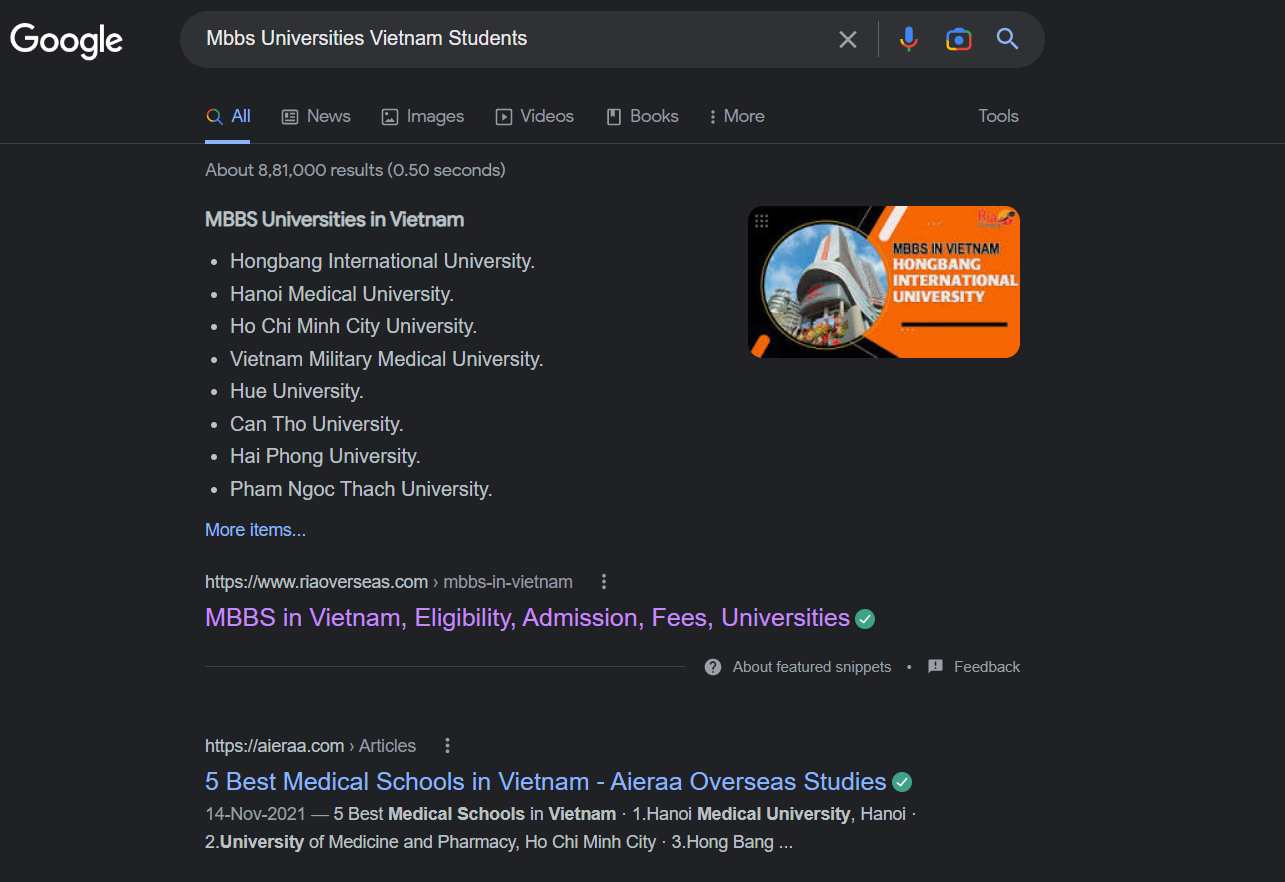 Google
Mbbs Universities Vietnam Students
All News Images Videos Books More Tools
About 8,81,000 results (0.50 seconds)
MBBS Universities in Vietnam
Hongbang International University.
Hanoi Medical University.
Ho Chi Minh City University.
Vietnam Military Medical University.
Hue University.
Can Tho University.
Hai Phong University.
Pham Ngoc Thach University.
More items...
Ria
MBBS IN VIETNAM
HONGBANG
INTERNATIONAL
UNIVERSITY
https://www.riaoverseas.com › mbbs-in-vietnam
MBBS in Vietnam, Eligibility, Admission, Fees, Universities
About featured snippets • Feedback
https://aieraa.com › Articles
5 Best Medical Schools in Vietnam - Aieraa Overseas Studies
14-Nov-2021 — 5 Best Medical Schools in Vietnam · 1.Hanoi Medical University, Hanoi ·
2.University of Medicine and Pharmacy, Ho Chi Minh City · 3.Hong Bang ...